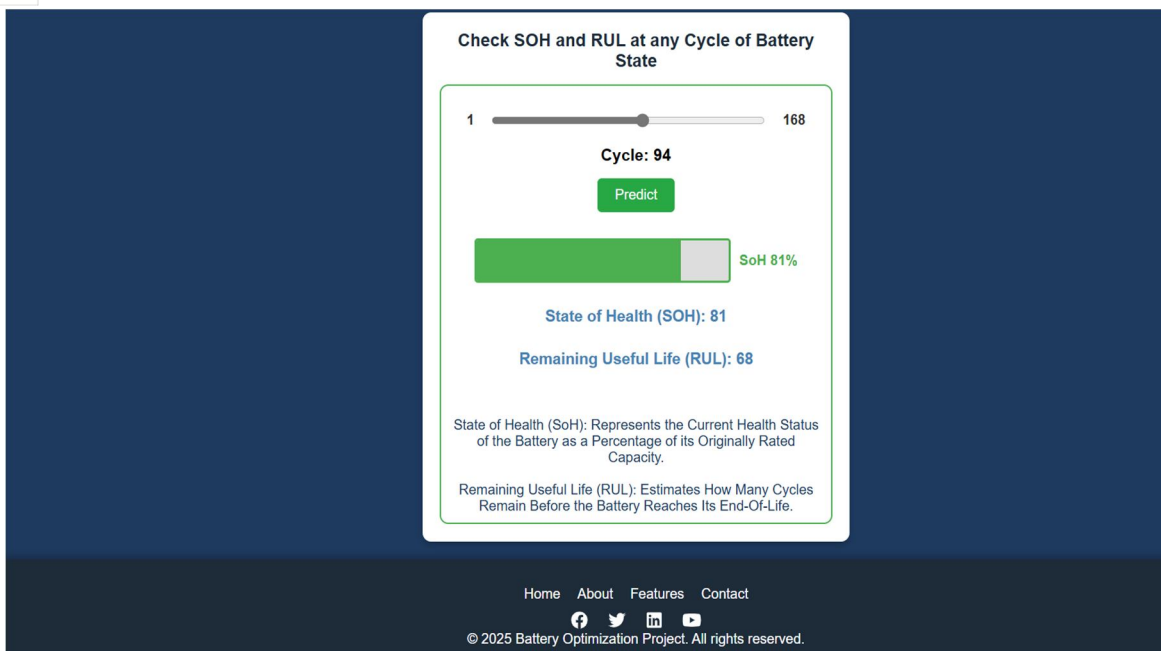 Check SOH and RUL at any Cycle of Battery
State
1 168
Cycle: 94
Predict
SoH 81%
State of Health (SOH): 81
Remaining Useful Life (RUL): 68
State of Health (SoH): Represents the Current Health Status
of the Battery as a Percentage of its Originally Rated
Capacity.
Remaining Useful Life (RUL): Estimates How Many Cycles
Remain Before the Battery Reaches Its End-Of-Life.
Home About Features Contact
© 2025 Battery Optimization Project. All rights reserved.